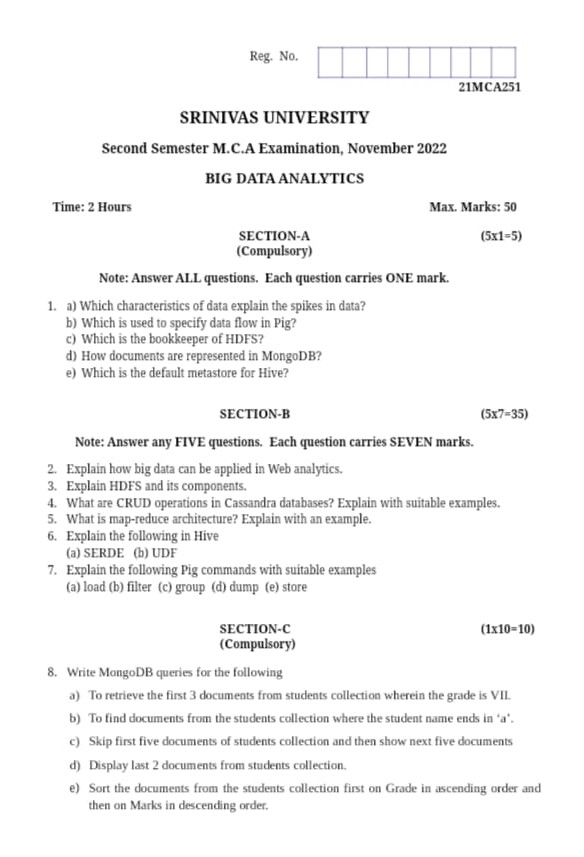 Reg. No.
21MCA251
SRINIVAS UNIVERSITY
Second Semester M.C.A Examination, November 2022
BIG DATA ANALYTICS
Time: 2 Hours Max. Marks: 50
SECTION-A (5x1=5)
(Compulsory)
Note: Answer ALL questions. Each question carries ONE mark.
1. a) Which characteristics of data explain the spikes in data?
b) Which is used to specify data flow in Pig?
c) Which is the bookkeeper of HDFS?
d) How documents are represented in MongoDB?
e) Which is the default metastore for Hive?
SECTION-B (5x7=35)
Note: Answer any FIVE questions. Each question carries SEVEN marks.
2. Explain how big data can be applied in Web analytics.
3. Explain HDFS and its components.
4. What are CRUD operations in Cassandra databases? Explain with suitable examples.
5. What is map-reduce architecture? Explain with an example.
6. Explain the following in Hive
(a) SERDE (b) UDF
7. Explain the following Pig commands with suitable examples
(a) load (b) filter (c) group (d) dump (e) store
SECTION-C (1x10=10)
(Compulsory)
8. Write MongoDB queries for the following
a) To retrieve the first 3 documents from students collection wherein the grade is VII.
b) To find documents from the students collection where the student name ends in ‘a’.
c) Skip first five documents of students collection and then show next five documents
d) Display last 2 documents from students collection.
e) Sort the documents from the students collection first on Grade in ascending order and
then on Marks in descending order.